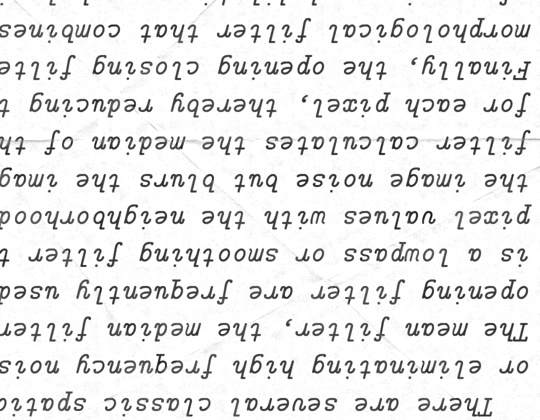 There are several classic spatia
or eliminating high frequency nois
The mean filter, the median filter
opening filter are frequently used
is a lowpass or smoothing filter t
pixel values with the neighborhood
the image noise but blurs the imag
filter calculates the median of th
for each pixel, thereby reducing t
Finally, the opening closing filte
morphological filter that combines